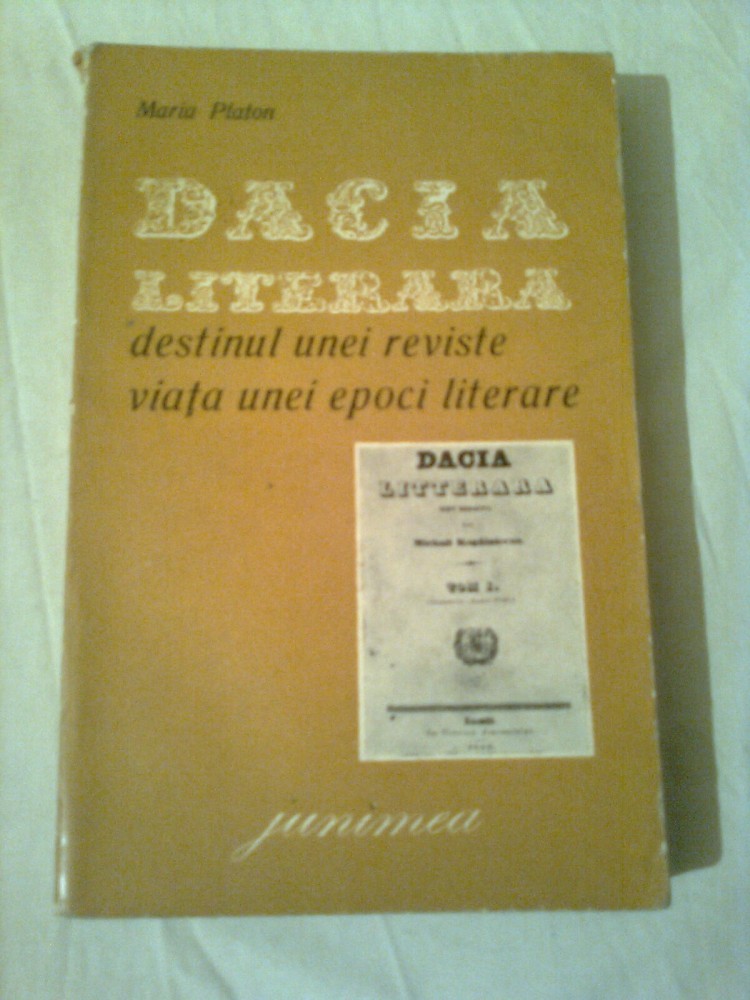 Maria Platon
DACIA
LITERARA
destinul unei reviste
viața unei epoci literare
DACIA
LITTERARA
TOM I.
junimea